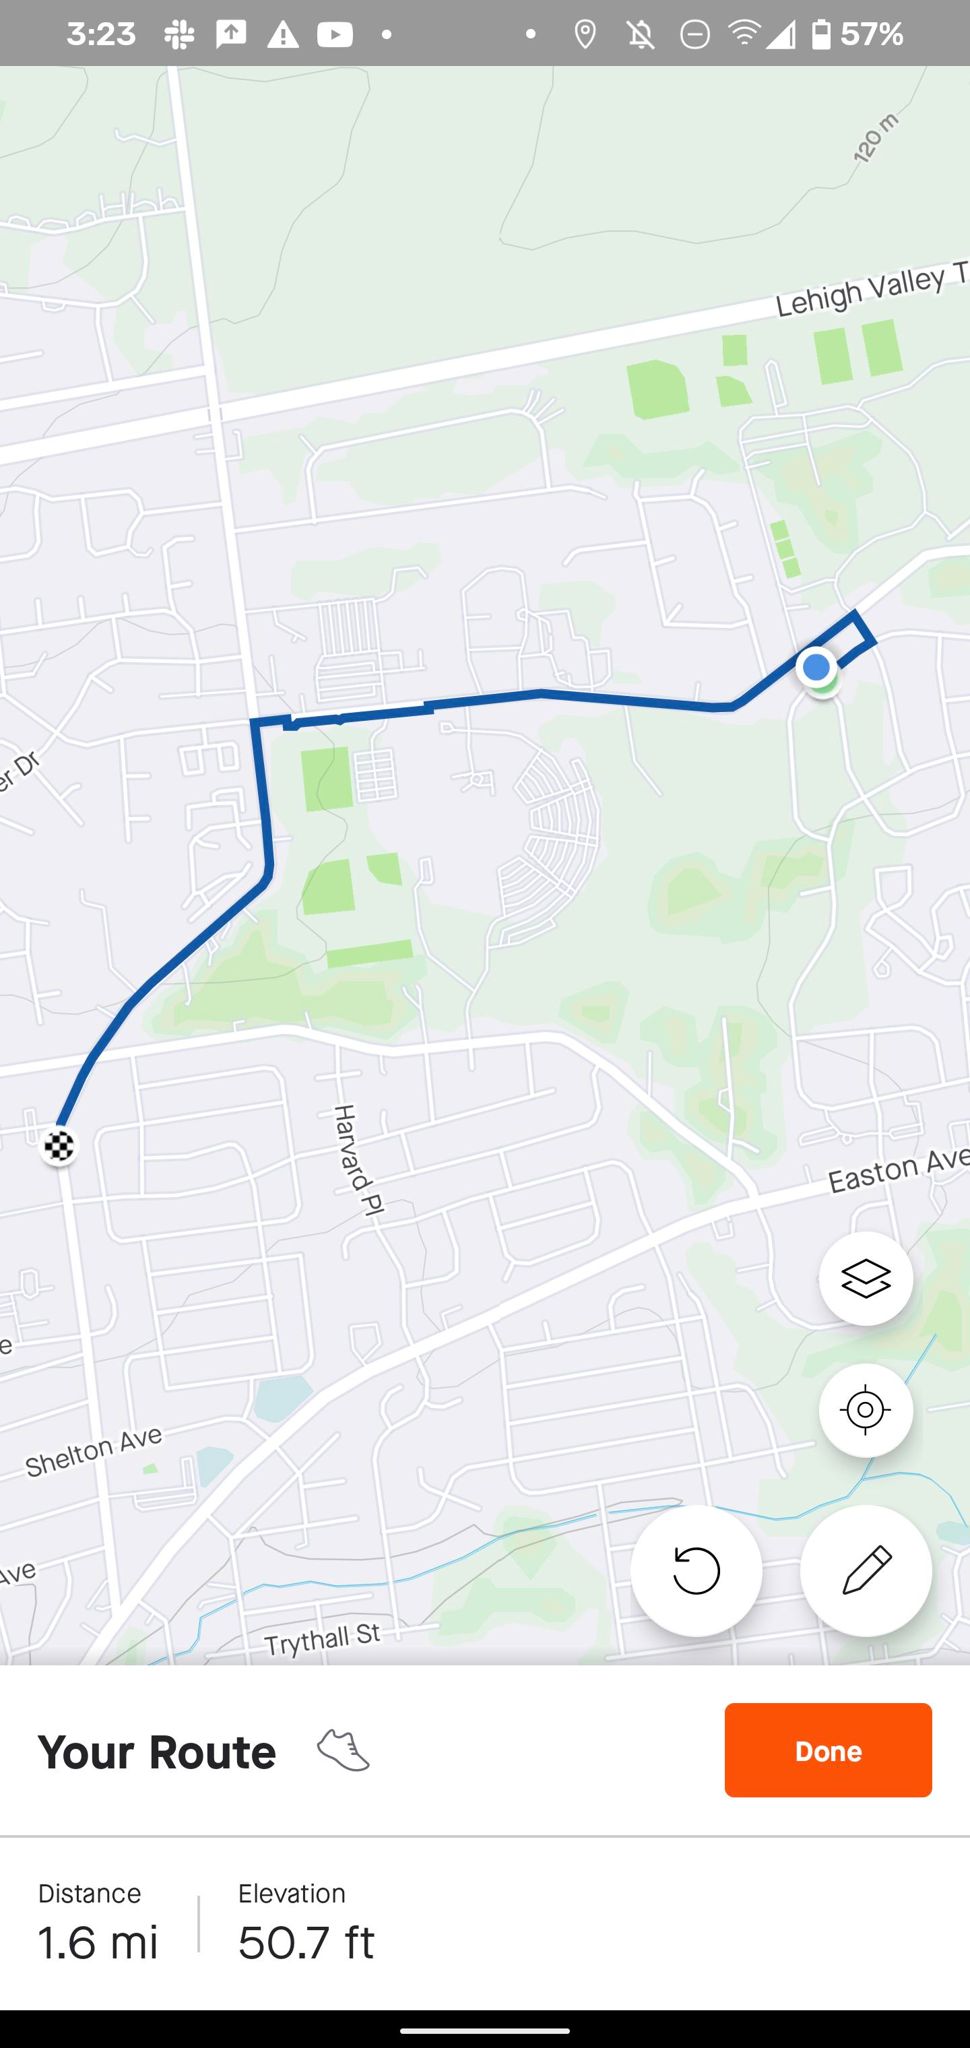 3:23
57%
120 m
Lehigh Valley T
er Dr
Harvard Pl
Easton Ave
e
Shelton Ave
Ave
Trythall St
Your Route
Done
Distance
Elevation
1.6 mi
50.7 ft